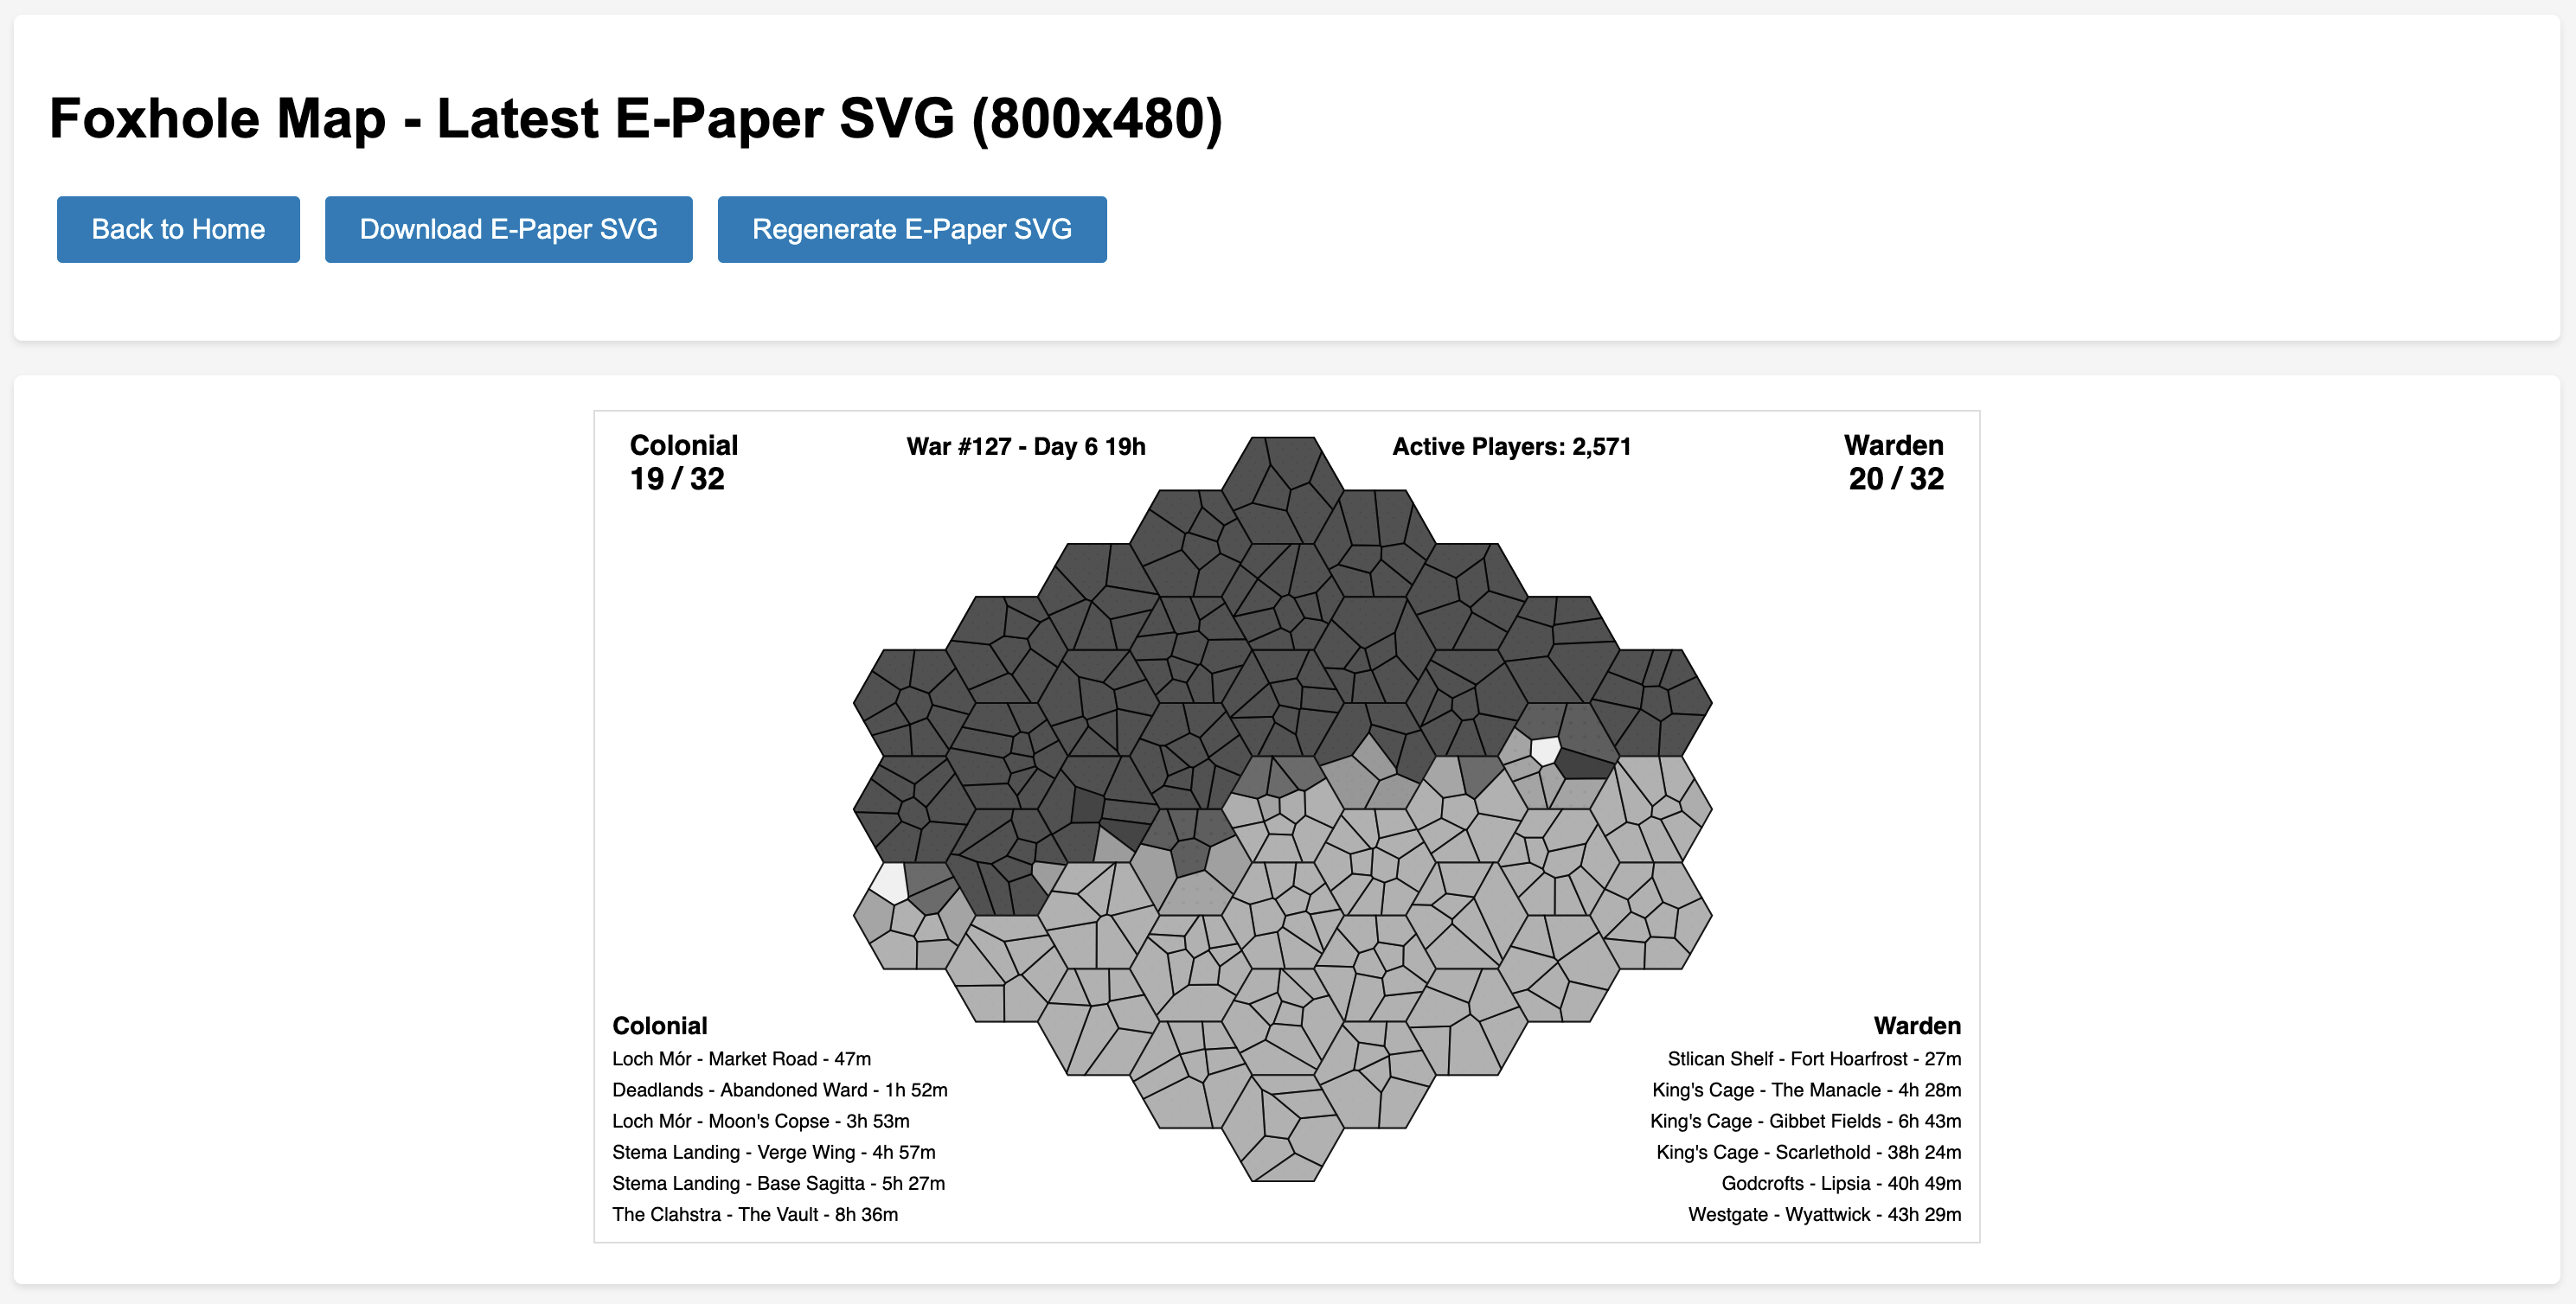 Foxhole Map - Latest E-Paper SVG (800x480)
Back to Home
Download E-Paper SVG
Regenerate E-Paper SVG
Colonial
19 / 32
War #127 - Day 6 19h
Active Players: 2,571
Warden
20 / 32
Colonial
Loch Mór - Market Road - 47m
Deadlands - Abandoned Ward - 1h 52m
Loch Mór - Moon's Copse - 3h 53m
Stema Landing - Verge Wing - 4h 57m
Stema Landing - Base Sagitta - 5h 27m
The Clahstra - The Vault - 8h 36m
Warden
Stlican Shelf - Fort Hoarfrost - 27m
King's Cage - The Manacle - 4h 28m
King's Cage - Gibbet Fields - 6h 43m
King's Cage - Scarlethold - 38h 24m
Godcrofts - Lipsia - 40h 49m
Westgate - Wyattwick - 43h 29m